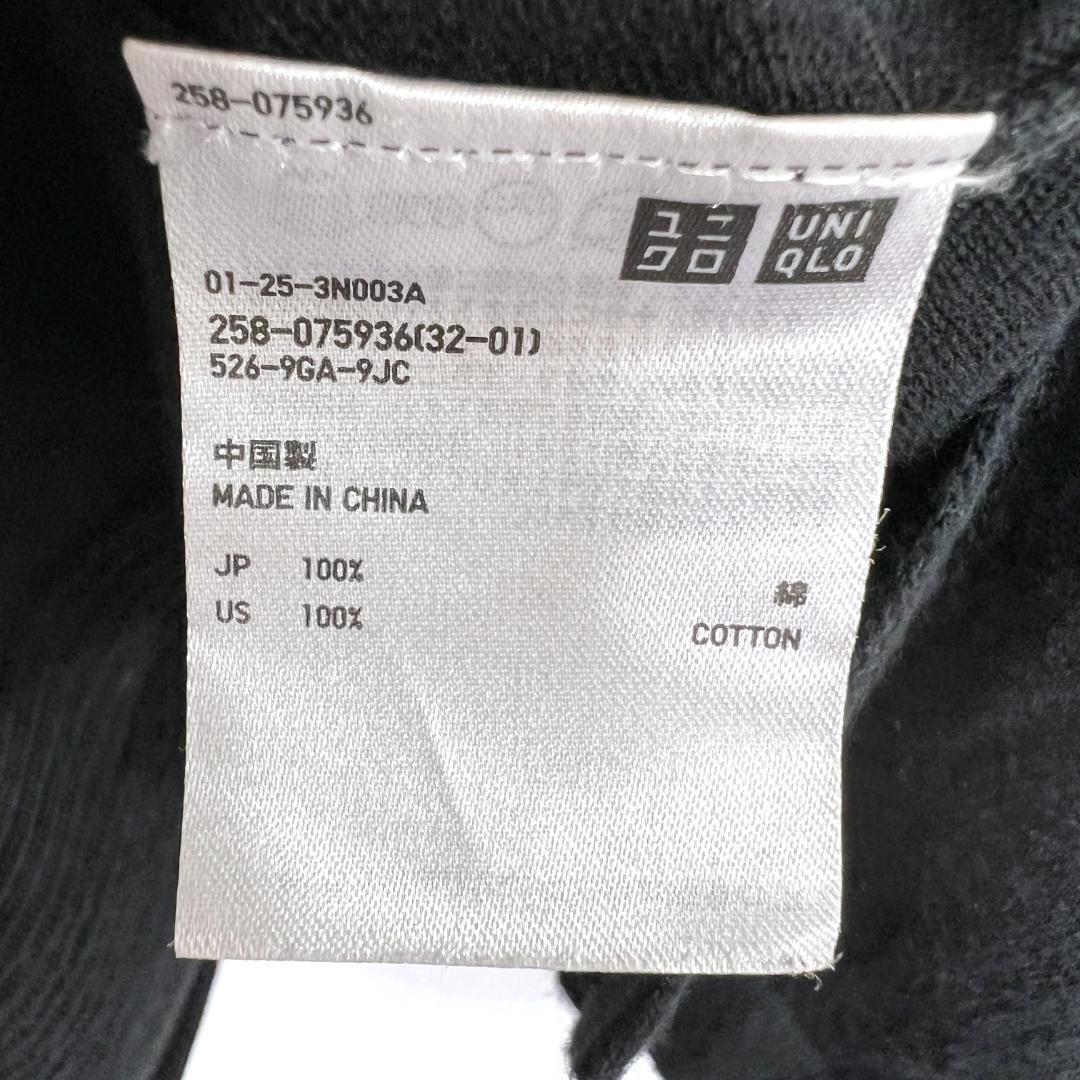 258-075936
ユニ UNI
クロ QLO
01-25-3N003A
258-075936(32-01)
526-9GA-9JC
中国製
MADE IN CHINA
JP 100% 綿
US 100% COTTON